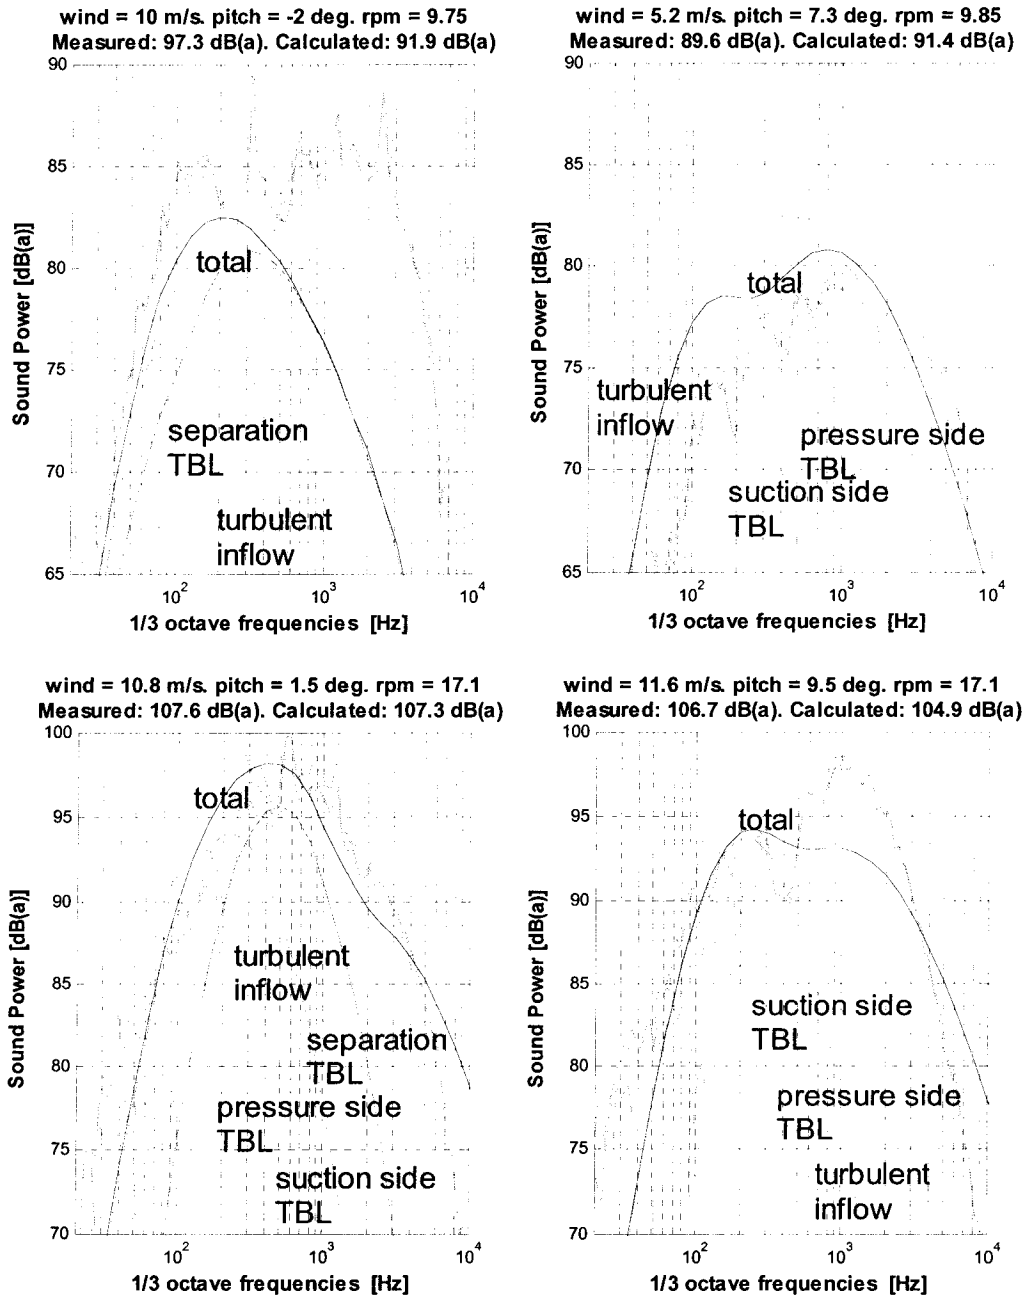 wind = 10 m/s. pitch = -2 deg. rpm = 9.75
Measured: 97.3 dB(a). Calculated: 91.9 dB(a)
90
85
80
75
70
65
Sound Power [dB(a)]
total
separation
TBL
turbulent
inflow
10^2
10^3
10^4
1/3 octave frequencies [Hz]
wind = 5.2 m/s. pitch = 7.3 deg. rpm = 9.85
Measured: 89.6 dB(a). Calculated: 91.4 dB(a)
90
85
80
75
70
65
Sound Power [dB(a)]
total
turbulent
inflow
pressure side
TBL
suction side
TBL
10^2
10^3
10^4
1/3 octave frequencies [Hz]
wind = 10.8 m/s. pitch = 1.5 deg. rpm = 17.1
Measured: 107.6 dB(a). Calculated: 107.3 dB(a)
100
95
90
85
80
75
70
Sound Power [dB(a)]
total
turbulent
inflow
separation
TBL
pressure side
TBL
suction side
TBL
10^2
10^3
10^4
1/3 octave frequencies [Hz]
wind = 11.6 m/s. pitch = 9.5 deg. rpm = 17.1
Measured: 106.7 dB(a). Calculated: 104.9 dB(a)
100
95
90
85
80
75
70
Sound Power [dB(a)]
total
suction side
TBL
pressure side
TBL
turbulent
inflow
10^2
10^3
10^4
1/3 octave frequencies [Hz]